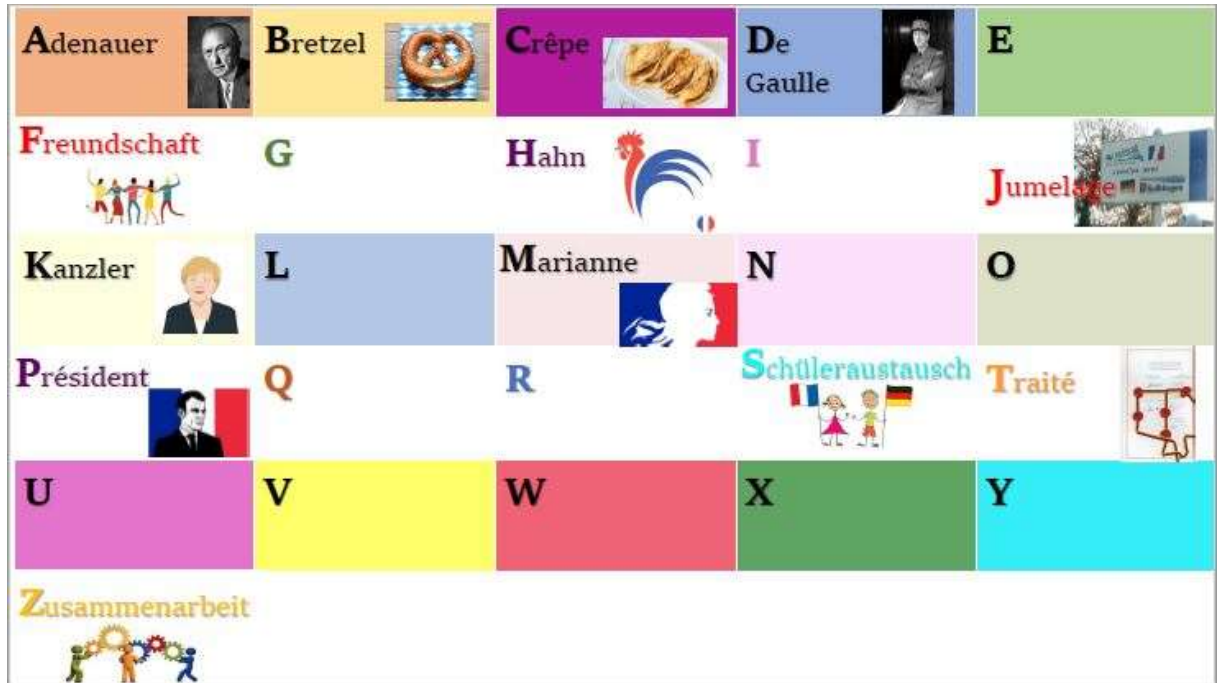 Adenauer
Bretzel
Crêpe
De
Gaulle
E
Freundschaft
G
Hahn
I
Jumelage
Kanzler
L
Marianne
N
O
Président
Q
R
Schüleraustausch
Traité
U
V
W
X
Y
Zusammenarbeit